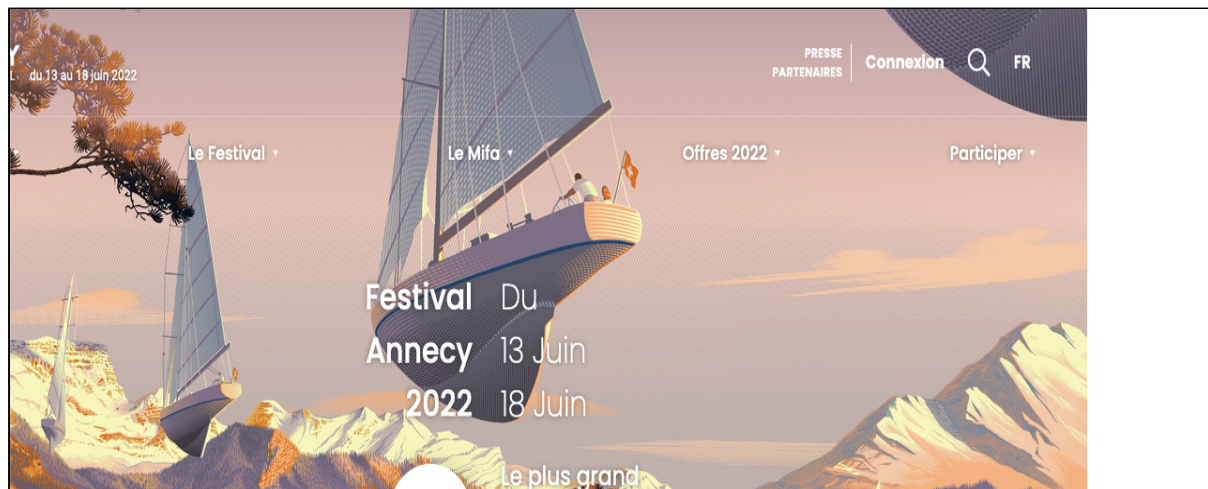 Y
PRESSE
PARTENAIRES
Connexion
FR
L du 13 au 18 juin 2022
Le Festival
Le Mifa
Offres 2022
Participer
Festival Du
Annecy 13 Juin
2022 18 Juin
Le plus grand